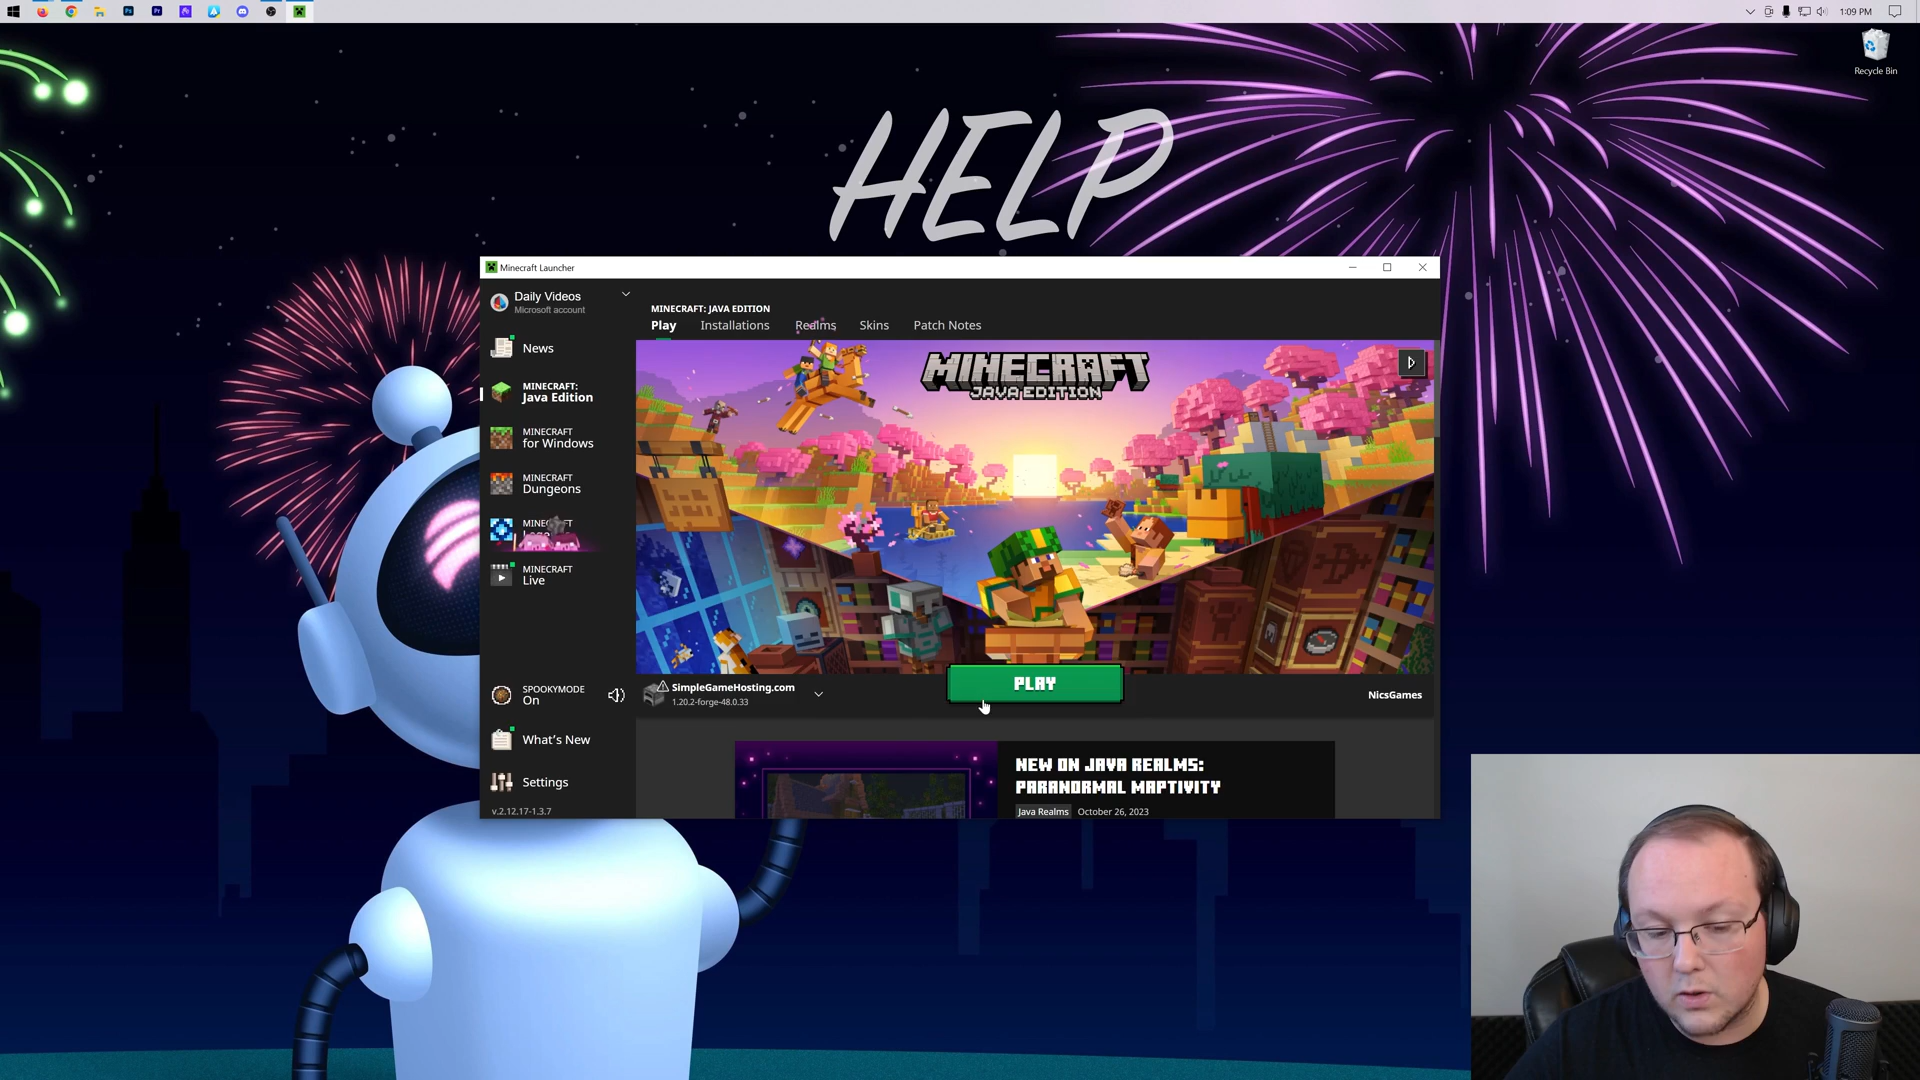 1:09 PM
Recycle Bin
HELP
Minecraft Launcher
Daily Videos
Microsoft account
News
MINECRAFT:
Java Edition
MINECRAFT
for Windows
MINECRAFT
Dungeons
MINECRAFT
MINECRAFT
Live
SPOOKYMODE
On
What's New
Settings
v.2.12.17-1.3.7
MINECRAFT: JAVA EDITION
Play Installations Realms Skins Patch Notes
MINECRAFT
JAVA EDITION
SimpleGameHosting.com
1.20.2-forge-48.0.33
PLAY
NicsGames
NEW ON JAVA REALMS:
PARANORMAL MAPTIVITY
Java Realms October 26, 2023